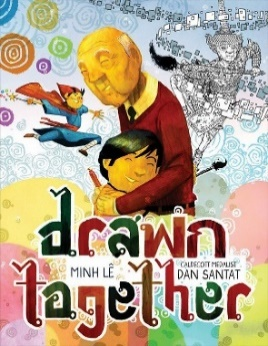 drawn
MINH LÊ
CALDECOTT MEDALIST
DAN SANTAT
together